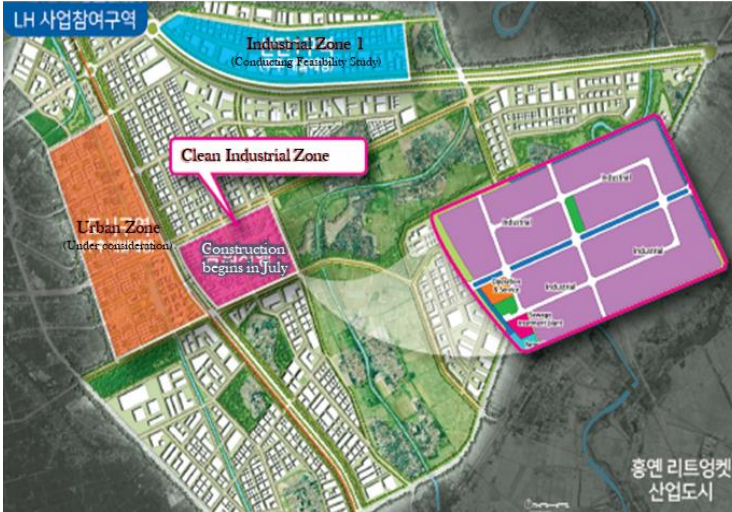 LH 사업참여구역
Industrial Zone 1
(Conducting Feasibility Study)
Clean Industrial Zone
Urban Zone
(Under consideration)
Construction
begins in July
Industrial
Industrial
Industrial
Industrial
Operation
& Service
Sewage
treatment plant
흥옌 리트엉켓
산업도시